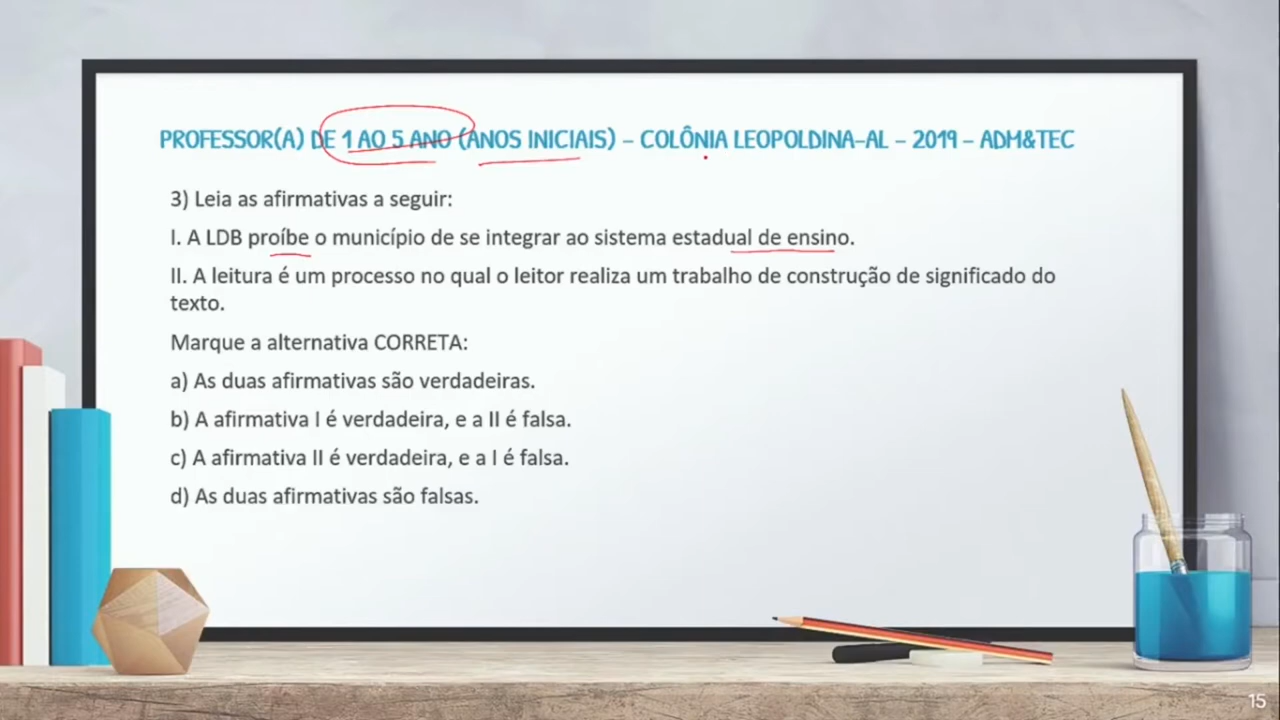 PROFESSOR(A) DE 1 AO 5 ANO (ANOS INICIAIS) – COLÔNIA LEOPOLDINA-AL – 2019 – ADM&TEC
3) Leia as afirmativas a seguir:
I. A LDB proíbe o município de se integrar ao sistema estadual de ensino.
II. A leitura é um processo no qual o leitor realiza um trabalho de construção de significado do
texto.
Marque a alternativa CORRETA:
a) As duas afirmativas são verdadeiras.
b) A afirmativa I é verdadeira, e a II é falsa.
c) A afirmativa II é verdadeira, e a I é falsa.
d) As duas afirmativas são falsas.
15